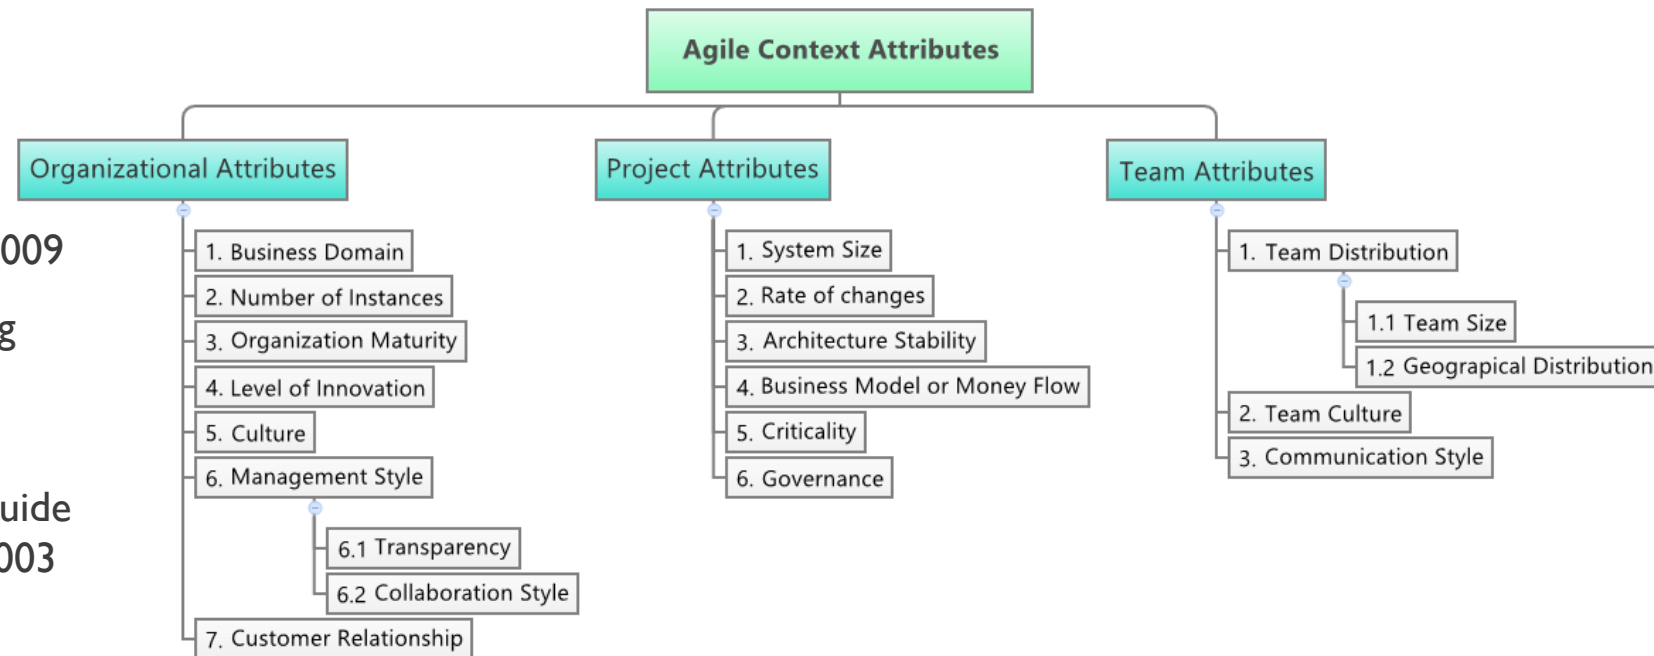 Agile Context Attributes
Organizational Attributes
1. Business Domain
2. Number of Instances
3. Organization Maturity
4. Level of Innovation
5. Culture
6. Management Style
6.1 Transparency
6.2 Collaboration Style
7. Customer Relationship
Project Attributes
1. System Size
2. Rate of changes
3. Architecture Stability
4. Business Model or Money Flow
5. Criticality
6. Governance
Team Attributes
1. Team Distribution
1.1 Team Size
1.2 Geograpical Distribution
2. Team Culture
3. Communication Style
009
g
uide
003